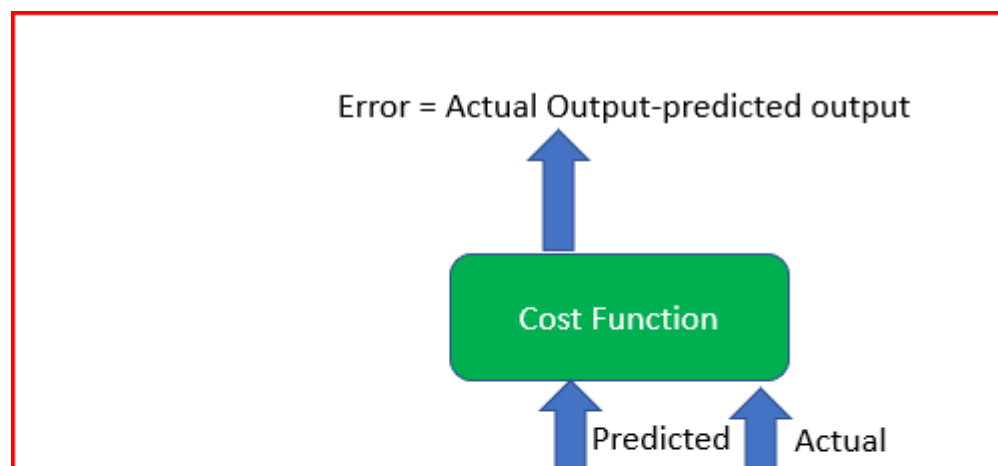 Error = Actual Output-predicted output
Cost Function
Predicted
Actual